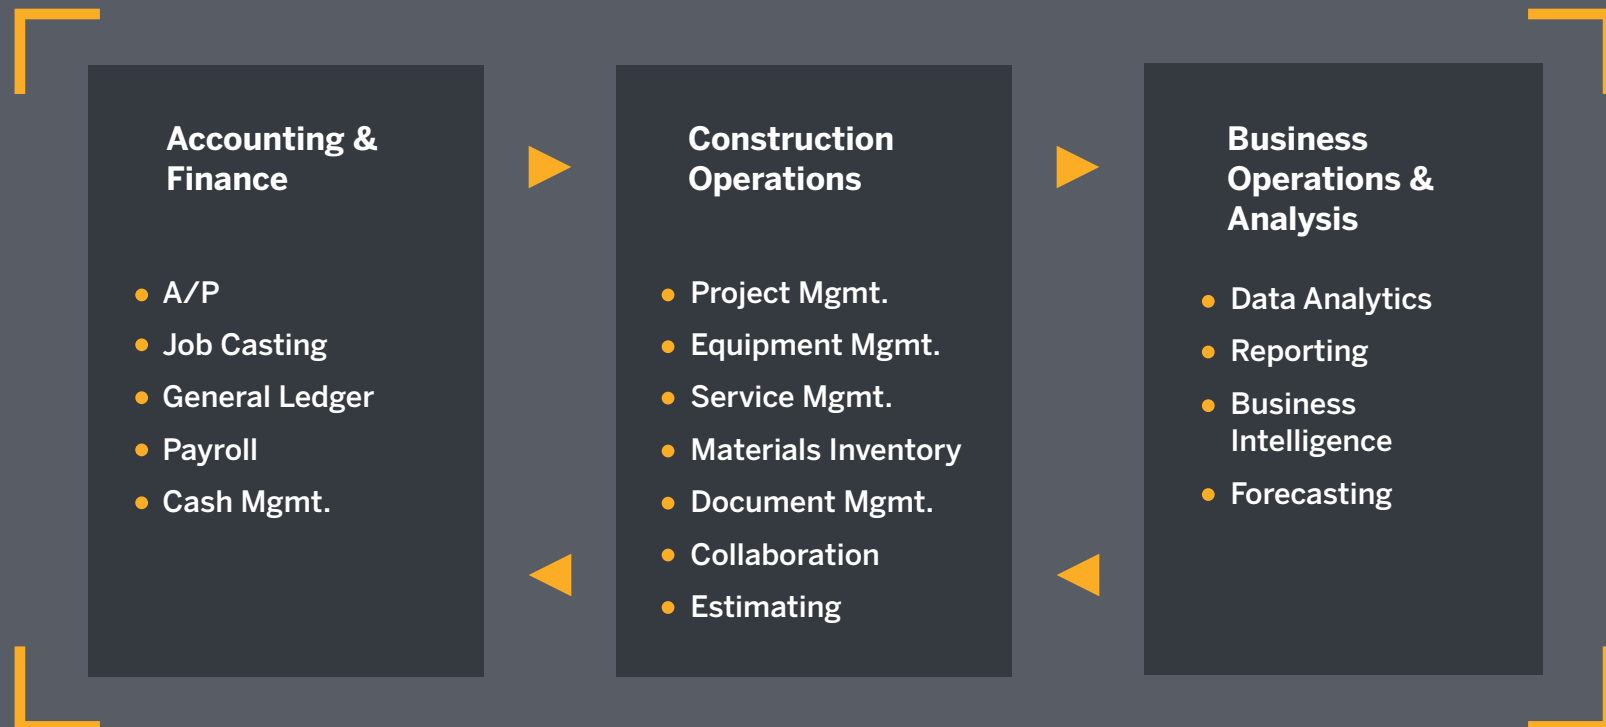 Accounting &
Finance
A/P
Job Casting
General Ledger
Payroll
Cash Mgmt.
Construction
Operations
Project Mgmt.
Equipment Mgmt.
Service Mgmt.
Materials Inventory
Document Mgmt.
Collaboration
Estimating
Business
Operations &
Analysis
Data Analytics
Reporting
Business
Intelligence
Forecasting